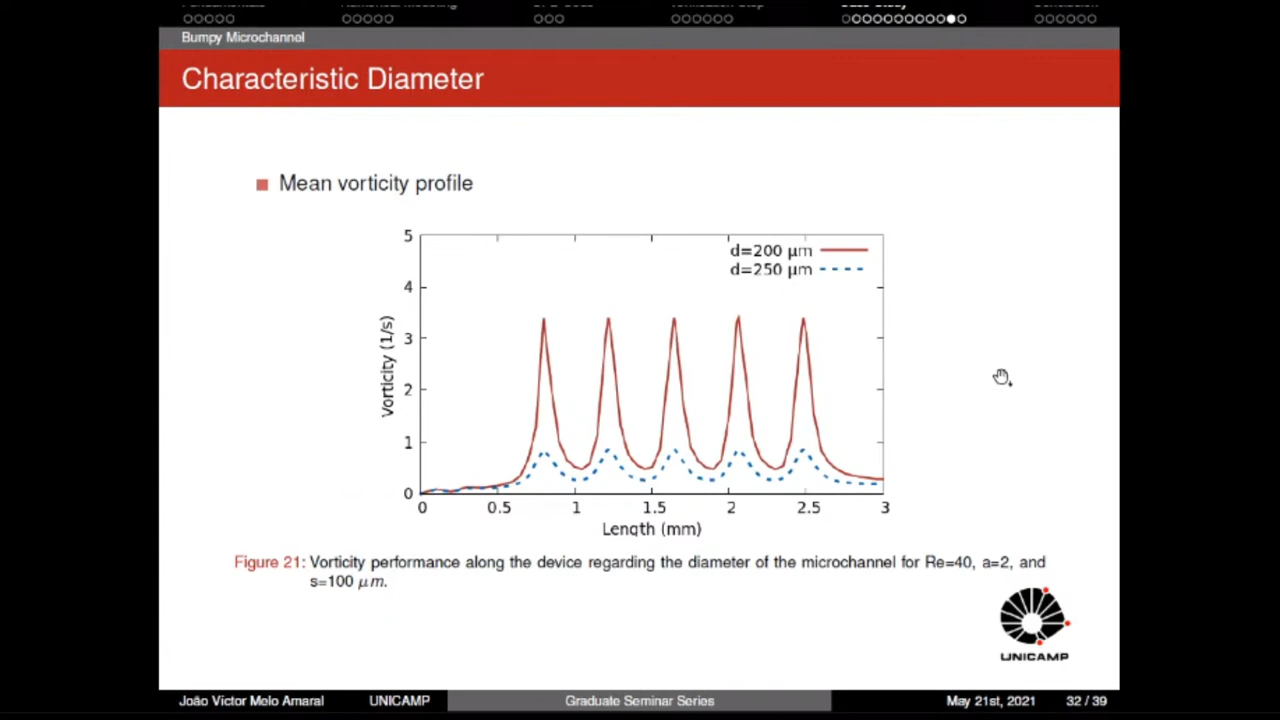 Bumpy Microchannel
Characteristic Diameter
Mean vorticity profile
5
4
3
2
1
0
Vorticity (1/s)
d=200 μm
d=250 μm
0 0.5 1 1.5 2 2.5 3
Length (mm)
Figure 21: Vorticity performance along the device regarding the diameter of the microchannel for Re=40, a=2, and
s=100 μm.
UNICAMP
João Victor Melo Amaral UNICAMP Graduate Seminar Series May 21st, 2021 32 / 39